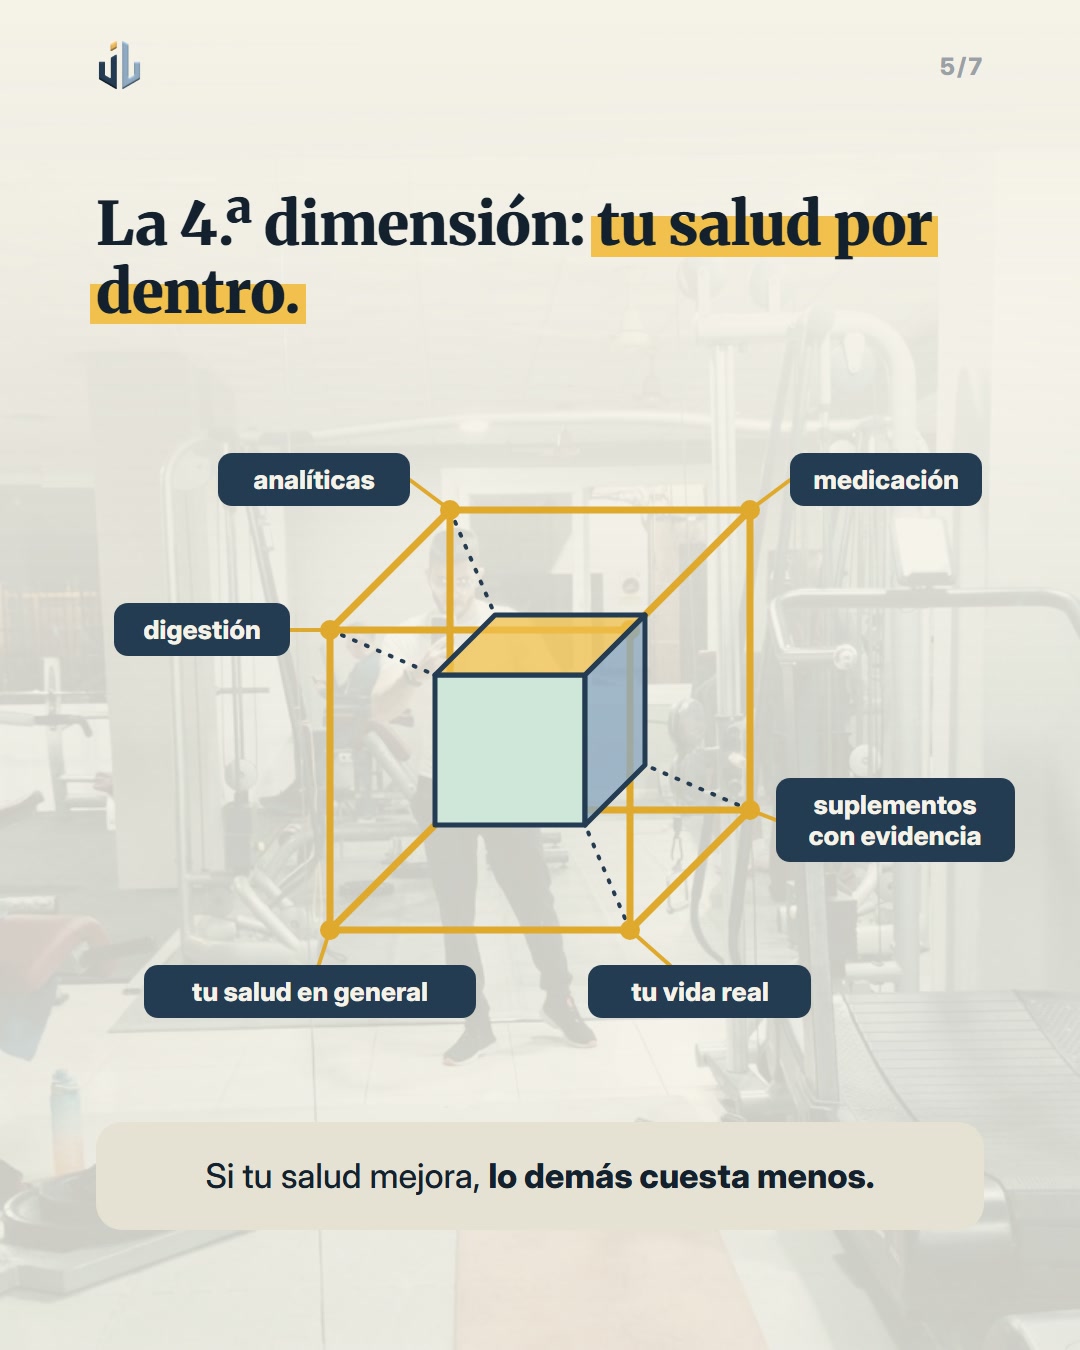 5/7
La 4.ª dimensión: tu salud por
dentro.
analíticas
medicación
digestión
suplementos
con evidencia
tu salud en general
tu vida real
Si tu salud mejora, lo demás cuesta menos.